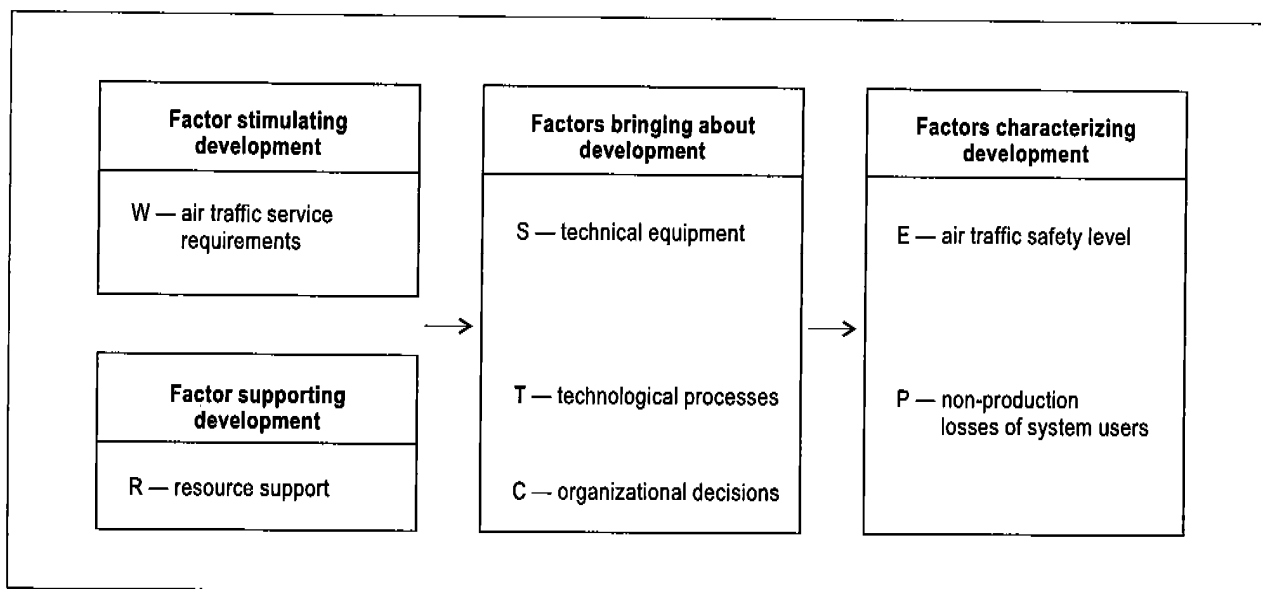 Factor stimulating
development
W — air traffic service
requirements
Factor supporting
development
R — resource support
Factors bringing about
development
S — technical equipment
T — technological processes
C — organizational decisions
Factors characterizing
development
E — air traffic safety level
P — non-production
losses of system users